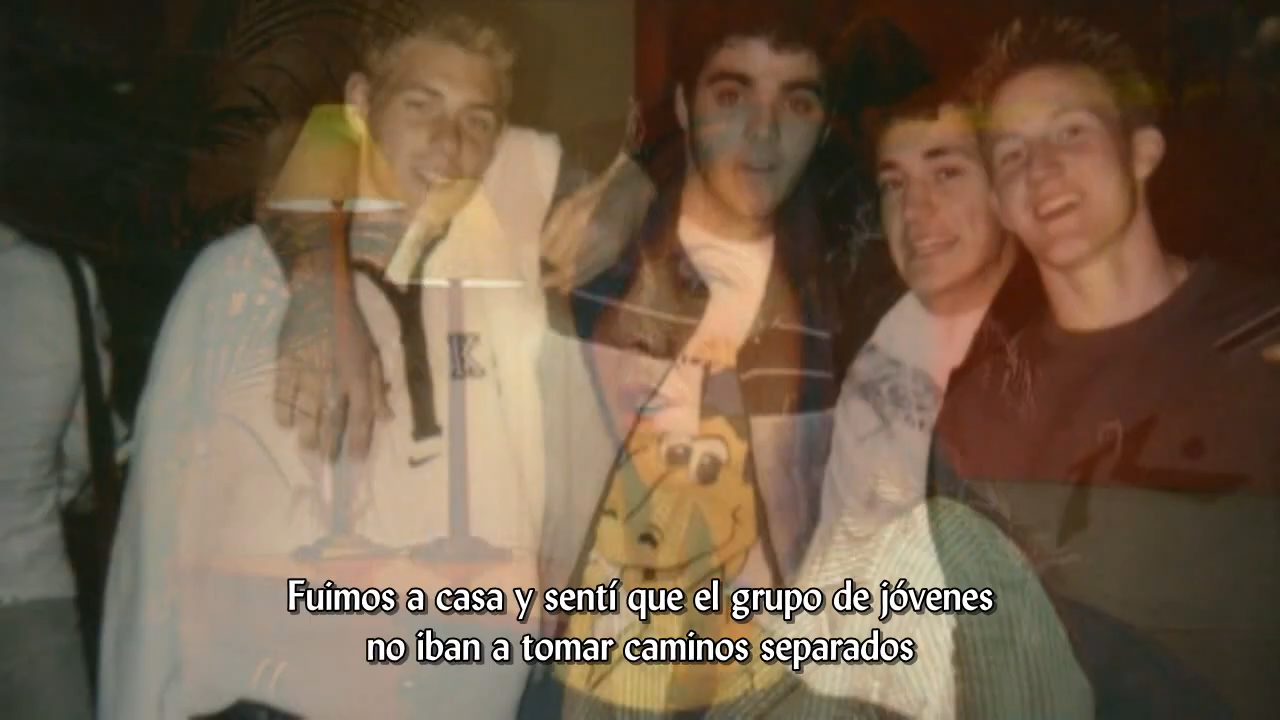 K
Fuimos a casa y sentí que el grupo de jóvenes
no iban a tomar caminos separados